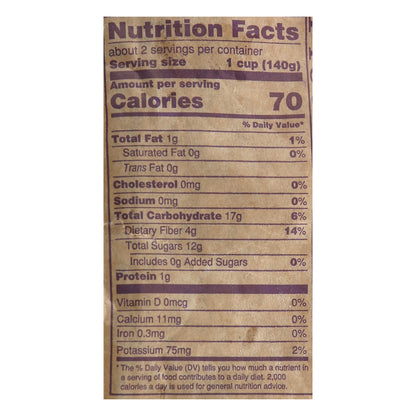 Nutrition Facts
about 2 servings per container
Serving size 1 cup (140g)
Amount per serving
Calories 70
% Daily Value*
Total Fat 1g 1%
Saturated Fat 0g 0%
Trans Fat 0g
Cholesterol 0mg 0%
Sodium 0mg 0%
Total Carbohydrate 17g 6%
Dietary Fiber 4g 14%
Total Sugars 12g
Includes 0g Added Sugars 0%
Protein 1g
Vitamin D 0mcg 0%
Calcium 11mg 0%
Iron 0.3mg 0%
Potassium 75mg 2%
* The % Daily Value (DV) tells you how much a nutrient in
a serving of food contributes to a daily diet. 2,000
calories a day is used for general nutrition advice.